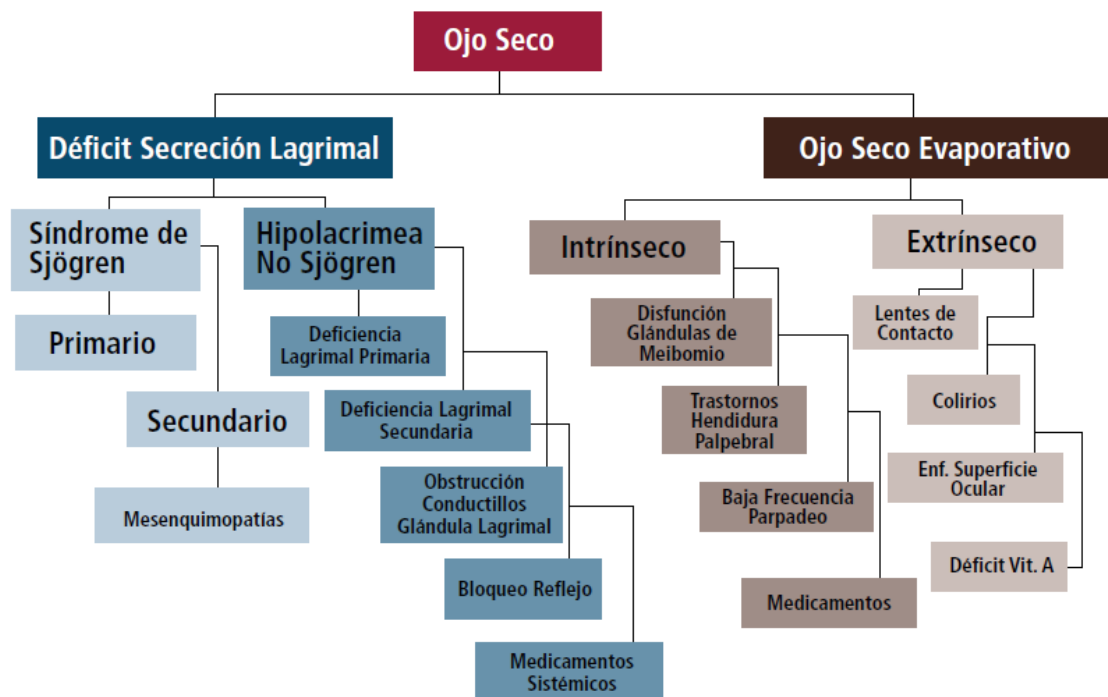 Ojo Seco
Déficit Secreción Lagrimal
Síndrome de
Sjögren
Primario
Secundario
Mesenquimopatías
Hipolacrimea
No Sjögren
Deficiencia
Lagrimal Primaria
Deficiencia Lagrimal
Secundaria
Obstrucción
Conductillos
Glándula Lagrimal
Bloqueo Reflejo
Medicamentos
Sistémicos
Ojo Seco Evaporativo
Intrínseco
Disfunción
Glándulas de
Meibomio
Trastornos
Hendidura
Palpebral
Baja Frecuencia
Parpadeo
Medicamentos
Extrínseco
Lentes de
Contacto
Colirios
Enf. Superficie
Ocular
Déficit Vit. A